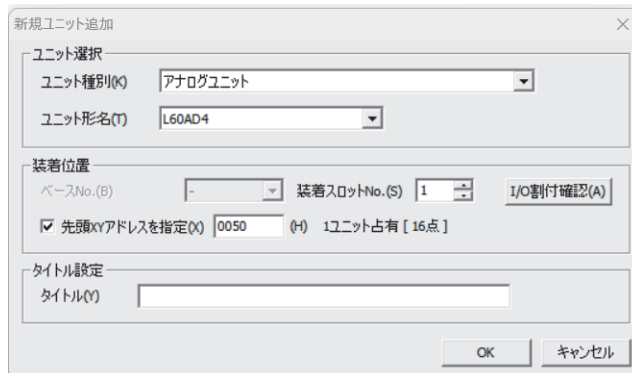 新規ユニット追加
ユニット選択
ユニット種別(K) アナログユニット
ユニット形名(T) L60AD4
装着位置
ベースNo.(B) - 装着スロットNo.(S) 1 I/O割付確認(A)
先頭XYアドレスを指定(X) 0050 (H) 1ユニット占有 [ 16点 ]
タイトル設定
タイトル(Y)
OK キャンセル